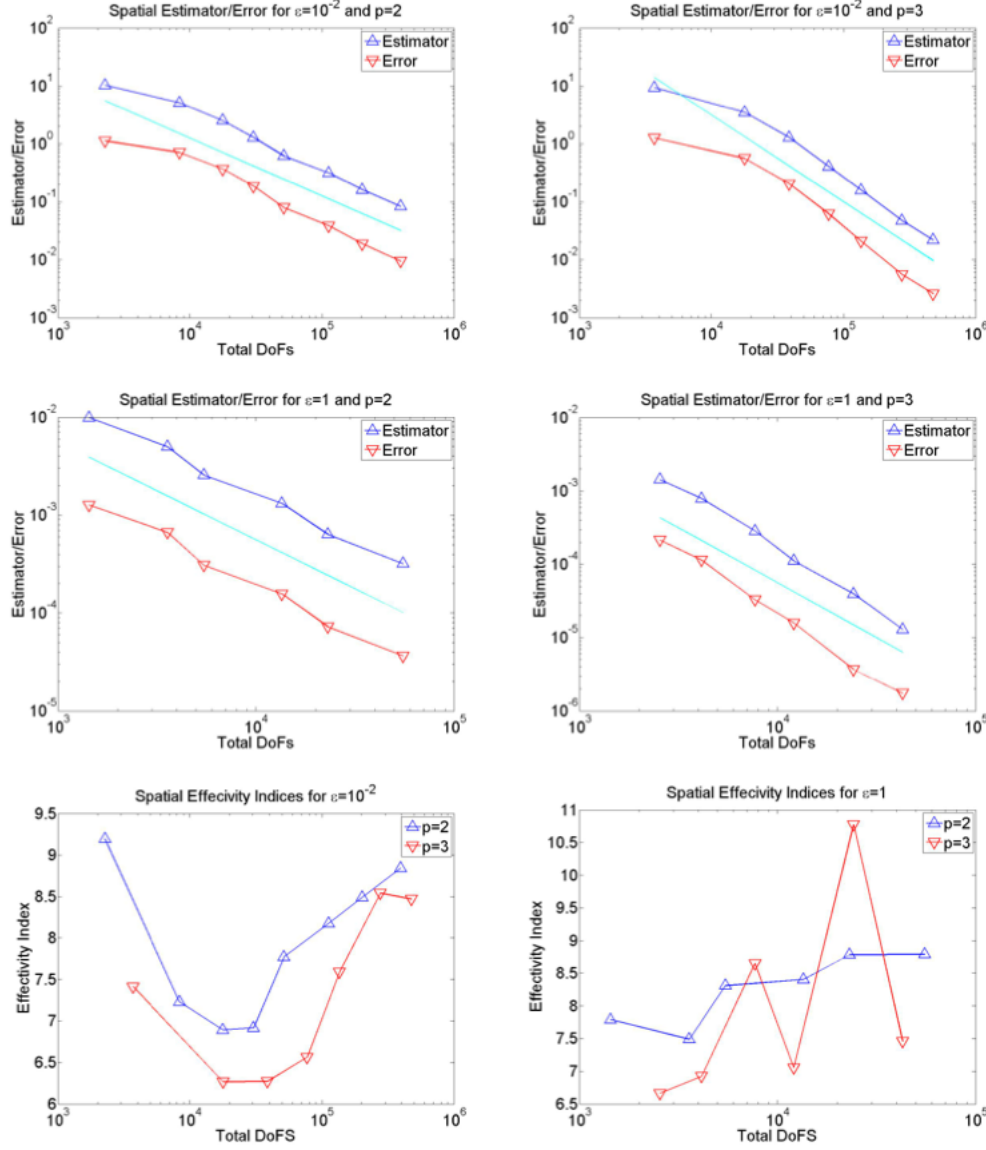 Spatial Estimator/Error for ε=10⁻² and p=2
10²
10¹
10⁰
10⁻¹
10⁻²
10⁻³
Estimator/Error
Estimator
Error
10³
10⁴
10⁵
10⁶
Total DoFs
Spatial Estimator/Error for ε=10⁻² and p=3
10²
10¹
10⁰
10⁻¹
10⁻²
10⁻³
Estimator/Error
Estimator
Error
10³
10⁴
10⁵
10⁶
Total DoFs
Spatial Estimator/Error for ε=1 and p=2
10⁻²
10⁻³
10⁻⁴
10⁻⁵
Estimator/Error
Estimator
Error
10³
10⁴
10⁵
Total DoFs
Spatial Estimator/Error for ε=1 and p=3
10⁻²
10⁻³
10⁻⁴
10⁻⁵
10⁻⁶
Estimator/Error
Estimator
Error
10³
10⁴
10⁵
Total DoFs
Spatial Effecivity Indices for ε=10⁻²
9.5
9
8.5
8
7.5
7
6.5
6
Effectivity Index
p=2
p=3
10³
10⁴
10⁵
10⁶
Total DoFS
Spatial Effecivity Indices for ε=1
11
10.5
10
9.5
9
8.5
8
7.5
7
6.5
Effectivity Index
p=2
p=3
10³
10⁴
10⁵
Total DoFS